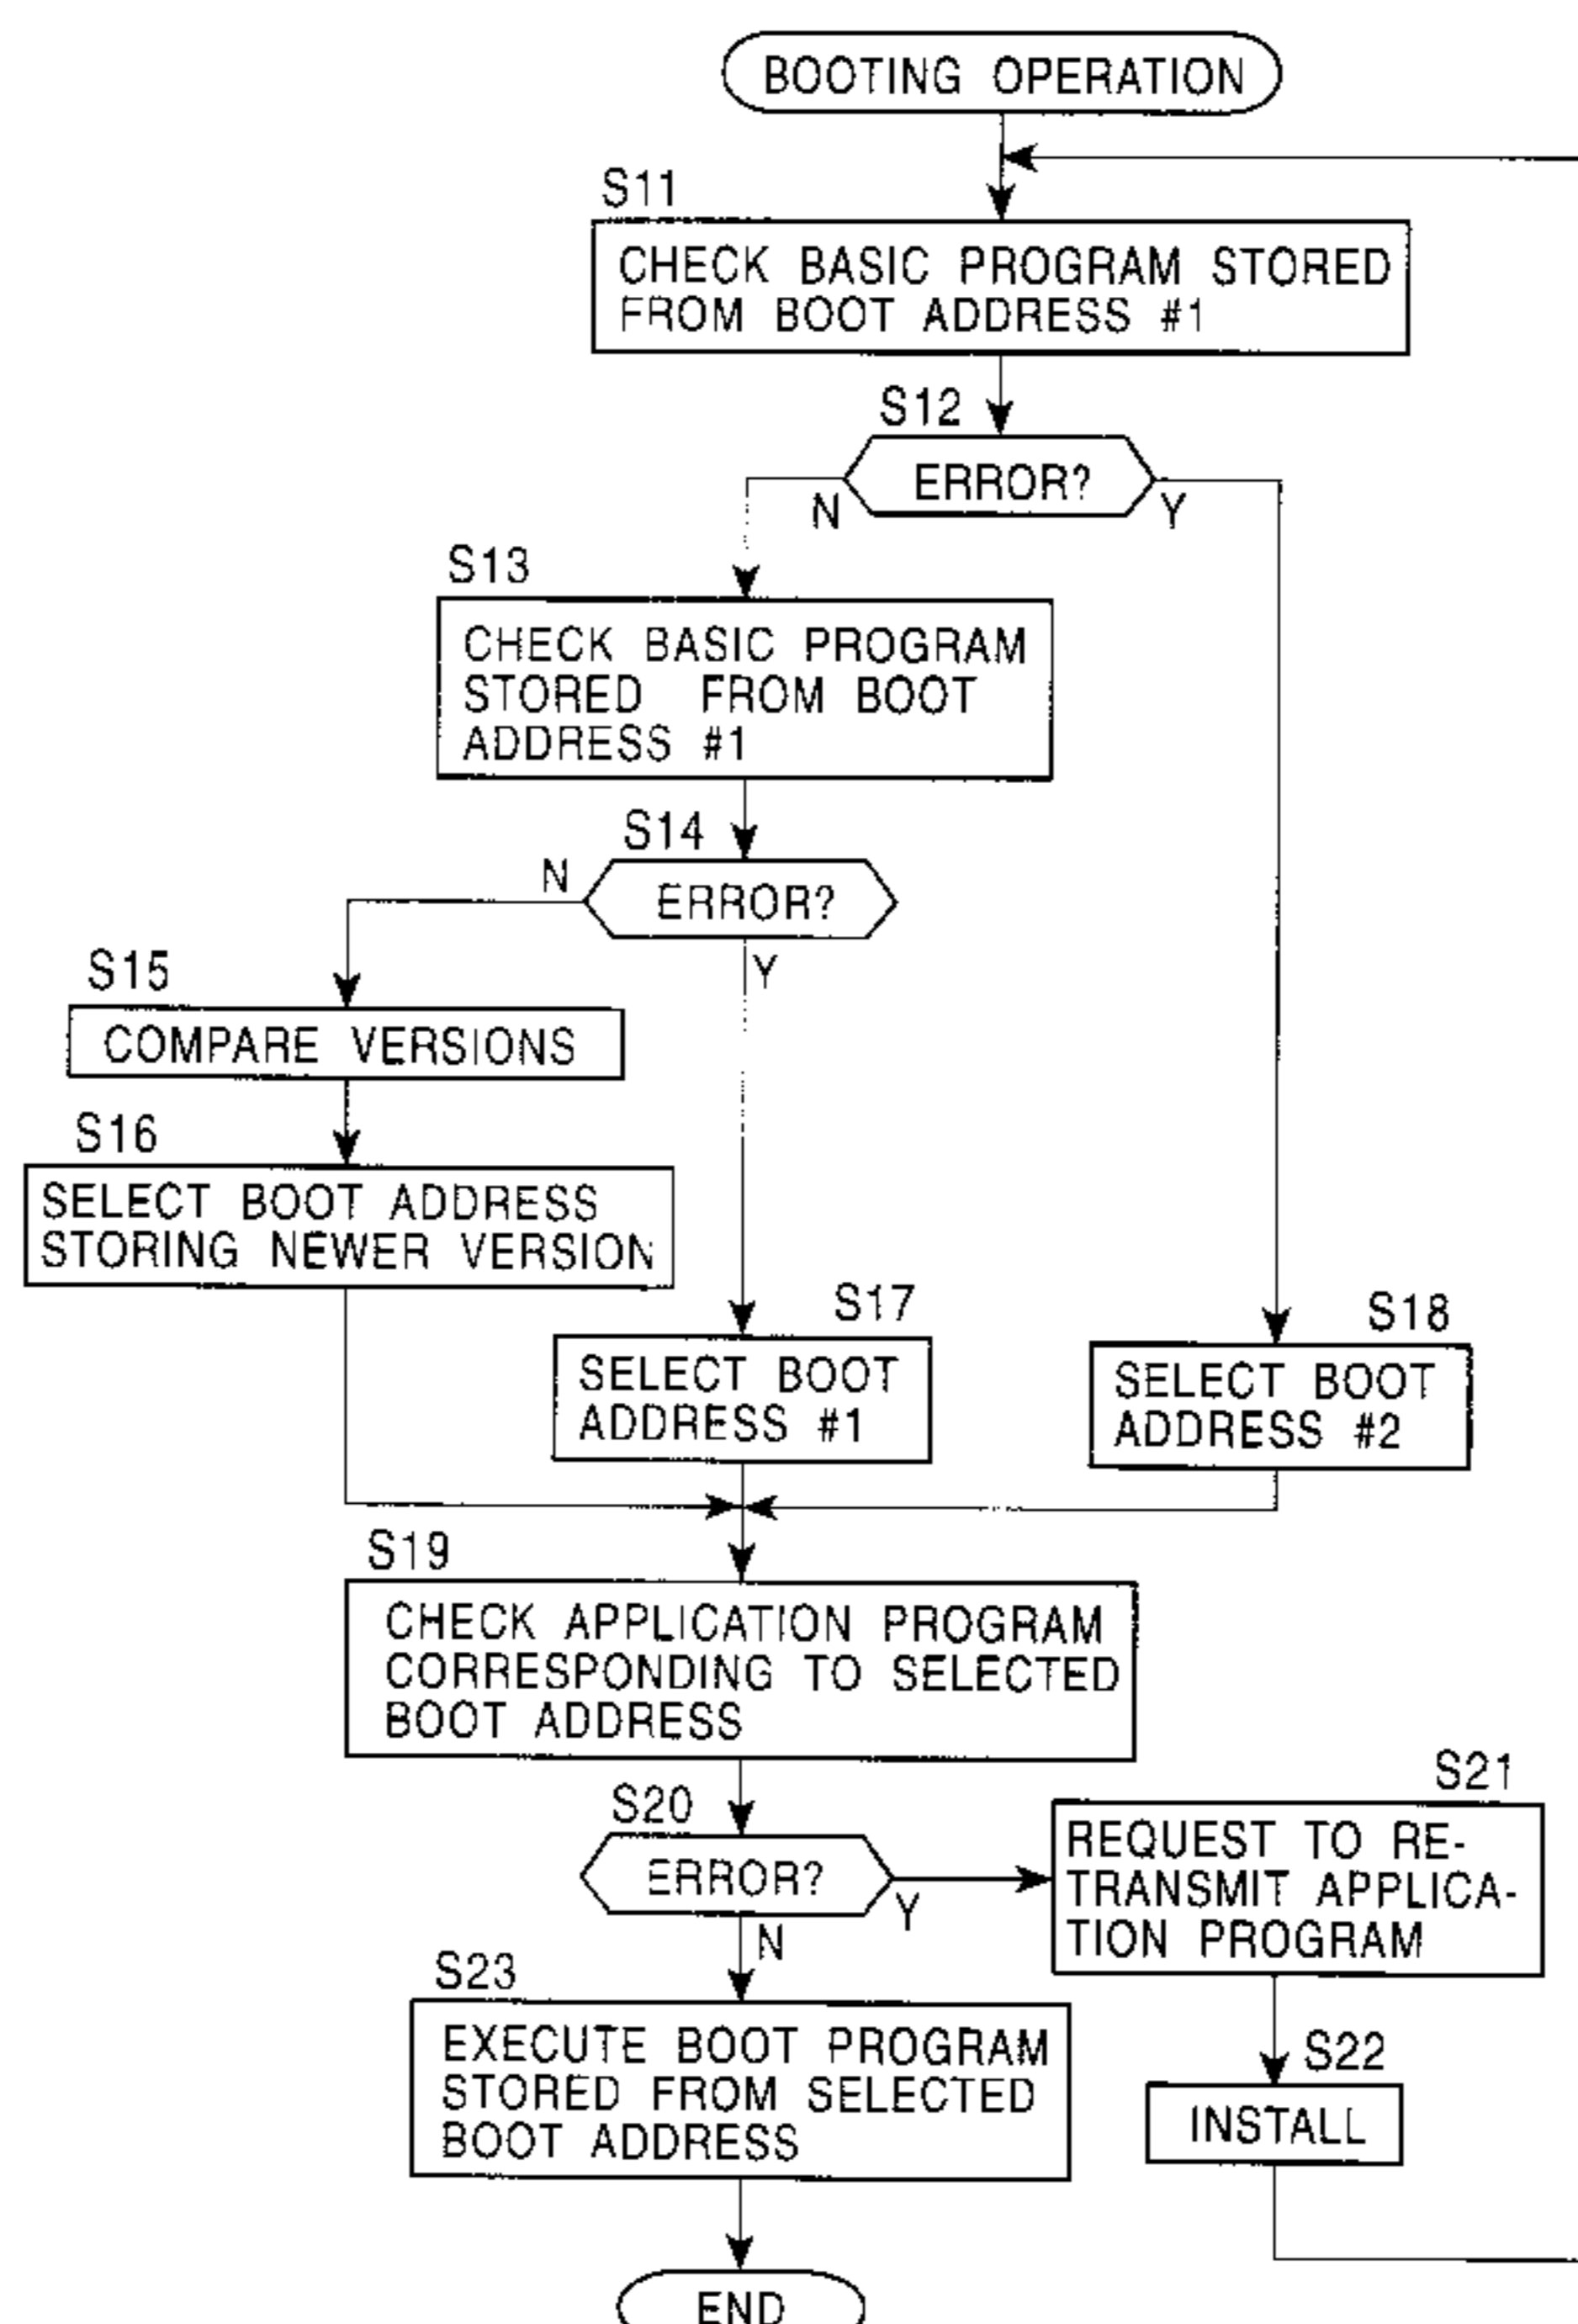 BOOTING OPERATION
S11
CHECK BASIC PROGRAM STORED
FROM BOOT ADDRESS #1
S12
ERROR?
N
Y
S13
CHECK BASIC PROGRAM
STORED FROM BOOT
ADDRESS #1
S14
N
ERROR?
Y
S15
COMPARE VERSIONS
S16
SELECT BOOT ADDRESS
STORING NEWER VERSION
S17
SELECT BOOT
ADDRESS #1
S18
SELECT BOOT
ADDRESS #2
S19
CHECK APPLICATION PROGRAM
CORRESPONDING TO SELECTED
BOOT ADDRESS
S20
ERROR?
Y
N
S21
REQUEST TO RE-
TRANSMIT APPLICA-
TION PROGRAM
S22
INSTALL
S23
EXECUTE BOOT PROGRAM
STORED FROM SELECTED
BOOT ADDRESS
END